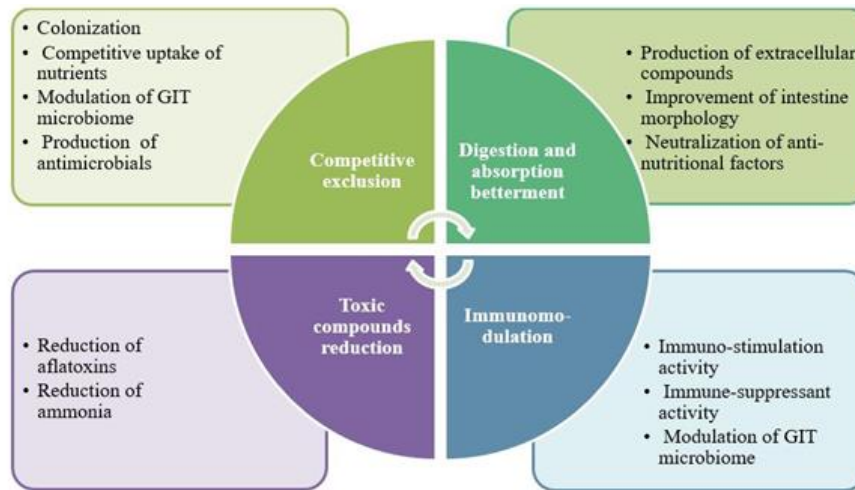 • Colonization
• Competitive uptake of
nutrients
• Modulation of GIT
microbiome
• Production of
antimicrobials
Competitive
exclusion
Digestion and
absorption
betterment
• Production of extracellular
compounds
• Improvement of intestine
morphology
• Neutralization of anti-
nutritional factors
• Reduction of
aflatoxins
• Reduction of
ammonia
Toxic
compounds
reduction
Immunomo-
dulation
• Immuno-stimulation
activity
• Immune-suppressant
activity
• Modulation of GIT
microbiome